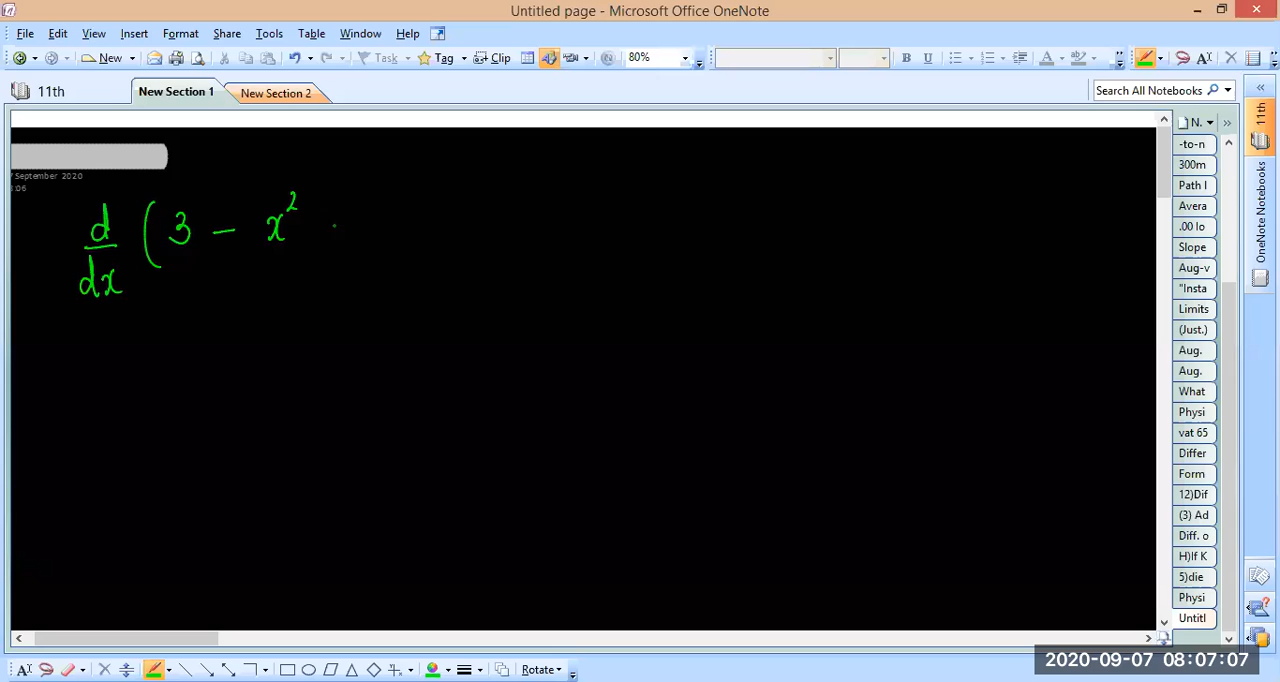 Untitled page - Microsoft Office OneNote
File Edit View Insert Format Share Tools Table Window Help
New Task Tag Clip 80% B U A
11th New Section 1 New Section 2 Search All Notebooks
N.
September 2020
:06
d/dx (3 - x²
-to-n
300m
Path I
Avera
.00 lo
Slope
Aug-v
"Insta
Limits
(Just.)
Aug.
Aug.
What
Physi
vat 65
Differ
Form
12)Dif
(3) Ad
Diff. o
H)If K
5)die
Physi
Untitl
11th
OneNote Notebooks
2020-09-07 08:07:07
Rotate